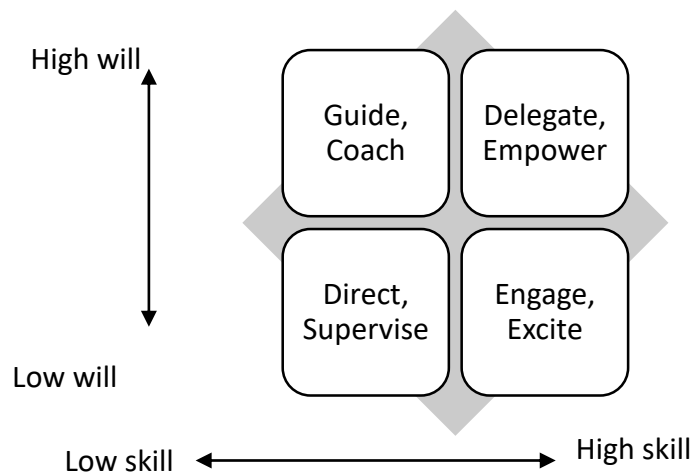 High will
Guide,
Coach
Delegate,
Empower
Direct,
Supervise
Engage,
Excite
Low will
Low skill
High skill